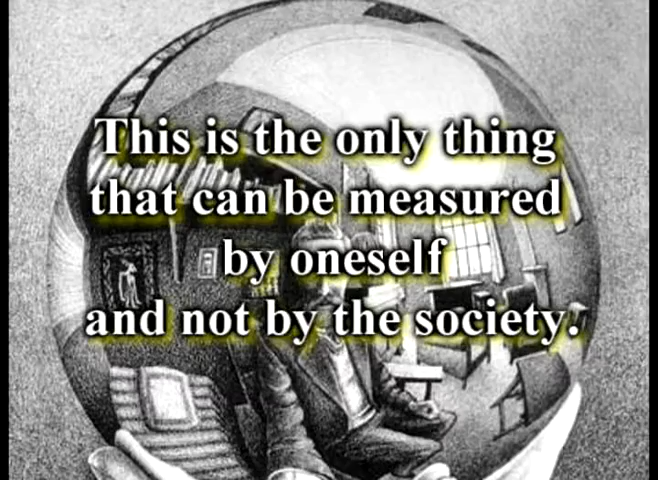 This is the only thing
that can be measured
by oneself
and not by the society.